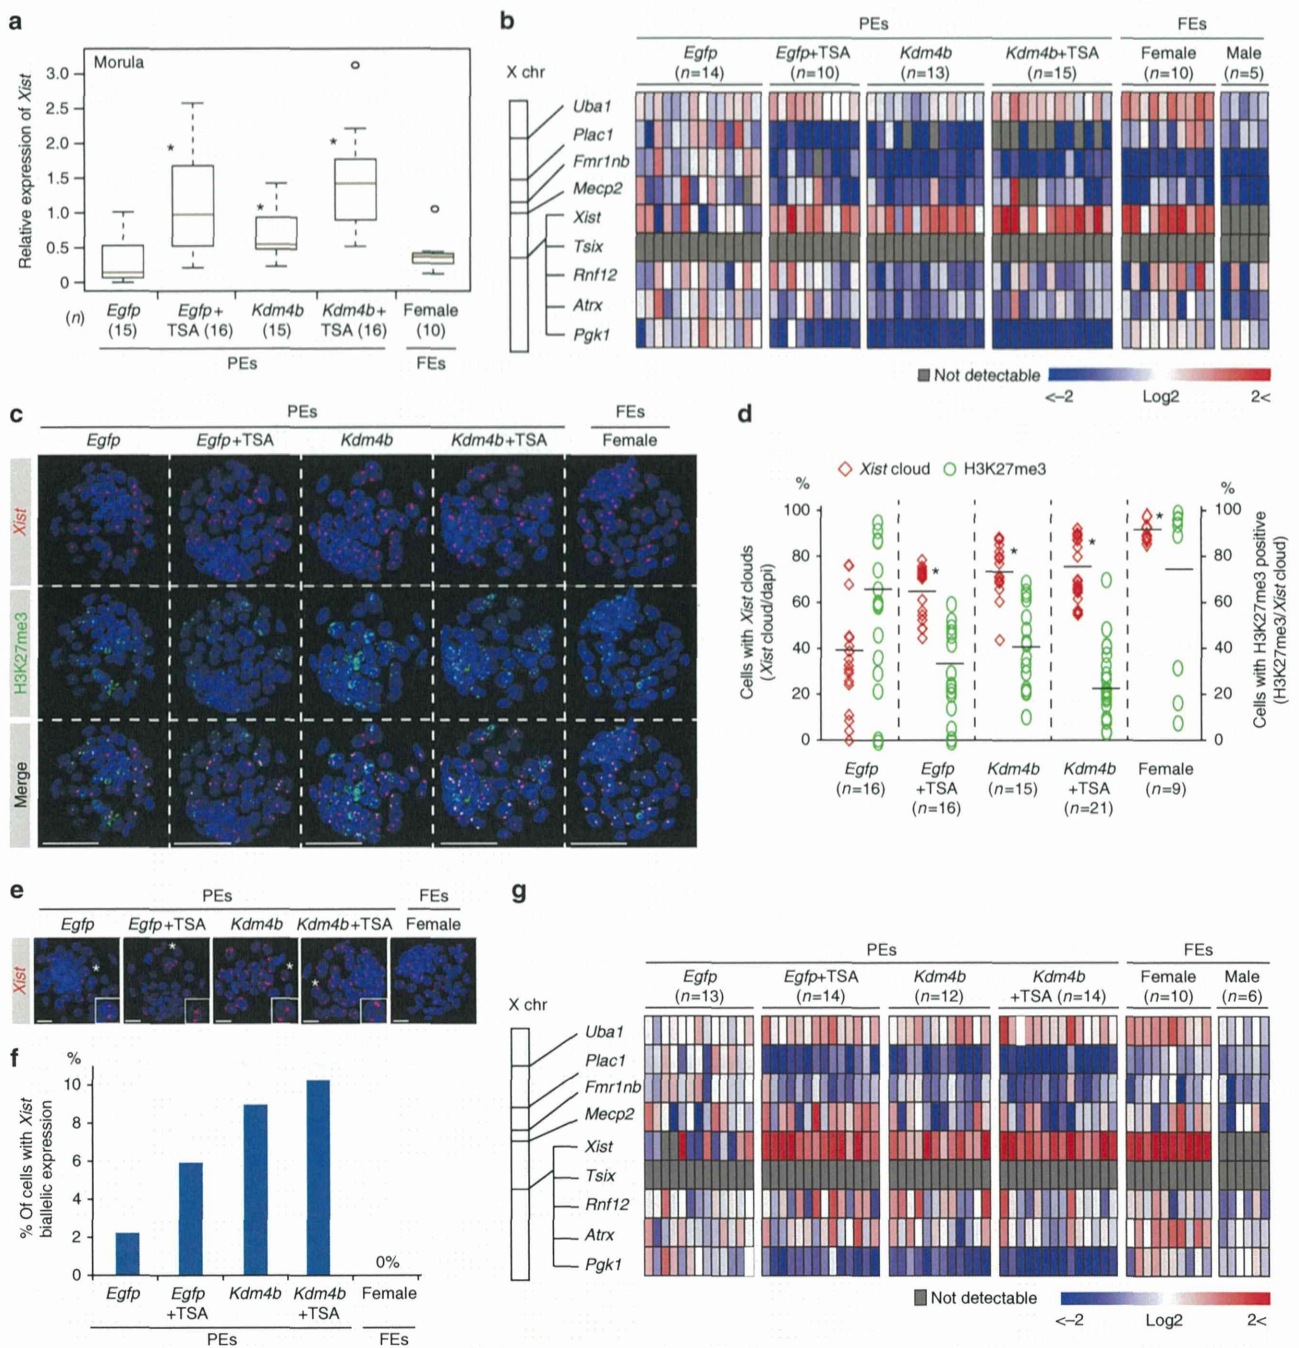 a
Morula
Relative expression of Xist
3.0
2.0
1.5
1.0
0.5
0
*
*
*
(n)
Egfp
(15)
Egfp+
TSA (16)
Kdm4b
(15)
Kdm4b+
TSA (16)
Female
(10)
PEs
FEs
b
PEs
FEs
X chr
Egfp
(n=14)
Egfp+TSA
(n=10)
Kdm4b
(n=13)
Kdm4b+TSA
(n=15)
Female
(n=10)
Male
(n=5)
Uba1
Plac1
Fmr1nb
Mecp2
Xist
Tsix
Rnf12
Atrx
Pgk1
Not detectable
<–2
Log2
2<
c
PEs
FEs
Egfp
Egfp+TSA
Kdm4b
Kdm4b+TSA
Female
Xist
H3K27me3
Merge
d
Xist cloud
H3K27me3
%
%
Cells with Xist clouds
(Xist cloud/dapi)
100
80
60
40
20
0
*
*
*
*
100
80
60
40
20
0
Cells with H3K27me3 positive
(H3K27me3/Xist cloud)
Egfp
(n=16)
Egfp
+TSA
(n=16)
Kdm4b
(n=15)
Kdm4b
+TSA
(n=21)
Female
(n=9)
e
PEs
FEs
Egfp
Egfp+TSA
Kdm4b
Kdm4b+TSA
Female
Xist
*
*
*
*
f
%
% Of cells with Xist
biallelic expression
10
8
6
4
2
0
0%
Egfp
Egfp
+TSA
Kdm4b
Kdm4b
+TSA
Female
PEs
FEs
g
PEs
FEs
X chr
Egfp
(n=13)
Egfp+TSA
(n=14)
Kdm4b
(n=12)
Kdm4b
+TSA (n=14)
Female
(n=10)
Male
(n=6)
Uba1
Plac1
Fmr1nb
Mecp2
Xist
Tsix
Rnf12
Atrx
Pgk1
Not detectable
<–2
Log2
2<